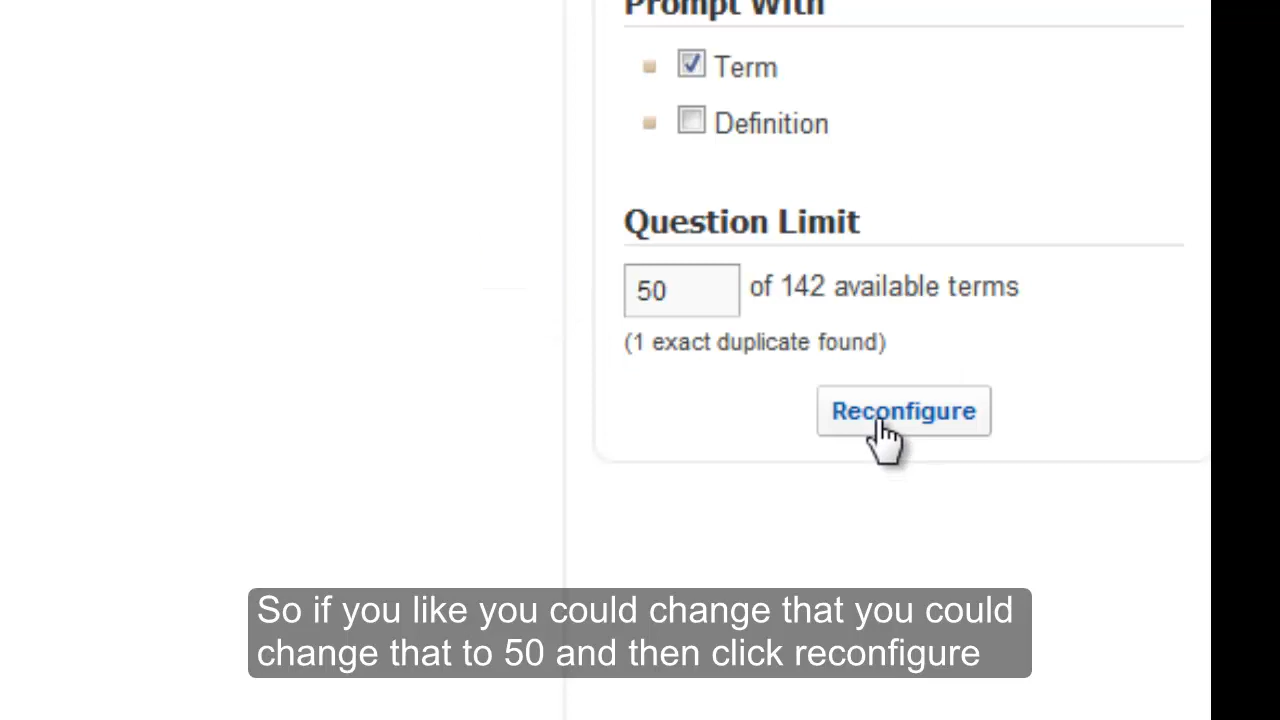 Prompt With
Term
Definition
Question Limit
50 of 142 available terms
(1 exact duplicate found)
Reconfigure
So if you like you could change that you could
change that to 50 and then click reconfigure